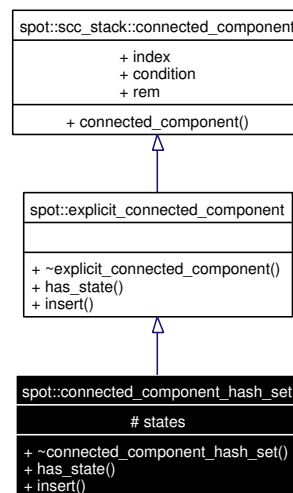 spot::scc_stack::connected_component
+ index
+ condition
+ rem
+ connected_component()
spot::explicit_connected_component
+ ~explicit_connected_component()
+ has_state()
+ insert()
spot::connected_component_hash_set
# states
+ ~connected_component_hash_set()
+ has_state()
+ insert()